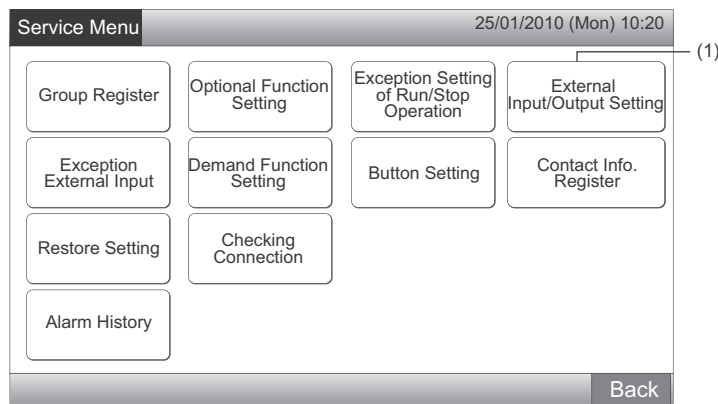 Service Menu
25/01/2010 (Mon) 10:20
(1)
Group Register
Optional Function
Setting
Exception Setting
of Run/Stop
Operation
External
Input/Output Setting
Exception
External Input
Demand Function
Setting
Button Setting
Contact Info.
Register
Restore Setting
Checking
Connection
Alarm History
Back